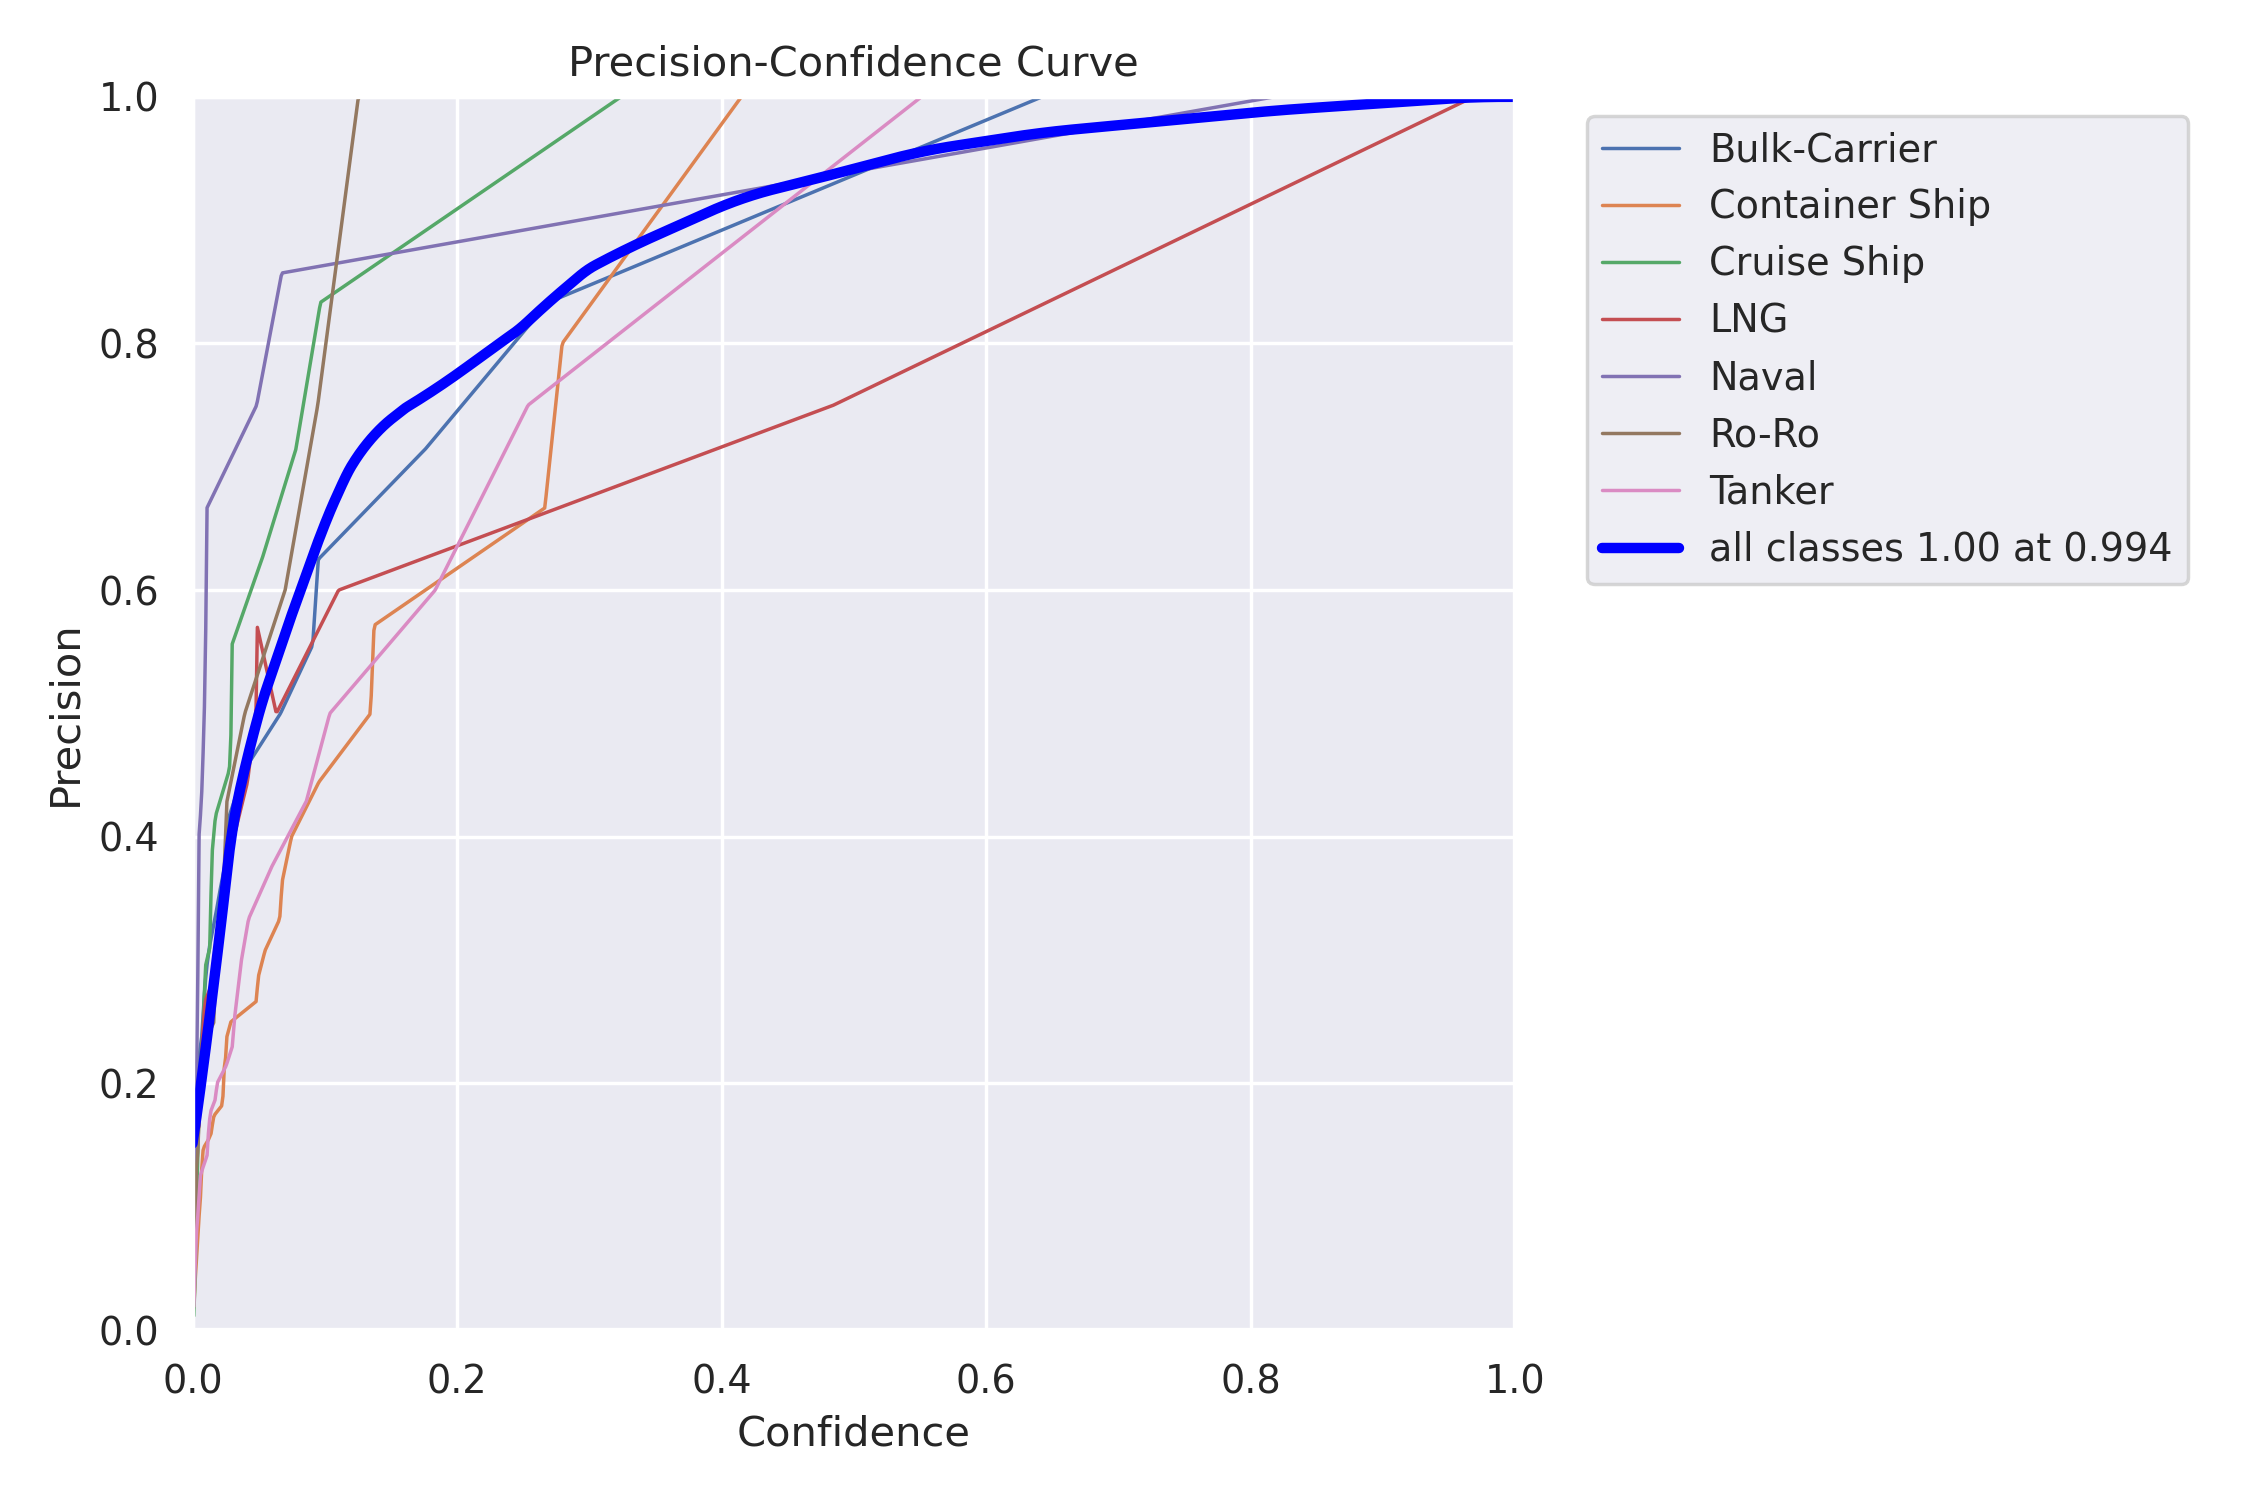 Precision-Confidence Curve
1.0
0.8
0.6
0.4
0.2
0.0
Precision
0.0 0.2 0.4 0.6 0.8 1.0
Confidence
Bulk-Carrier
Container Ship
Cruise Ship
LNG
Naval
Ro-Ro
Tanker
all classes 1.00 at 0.994